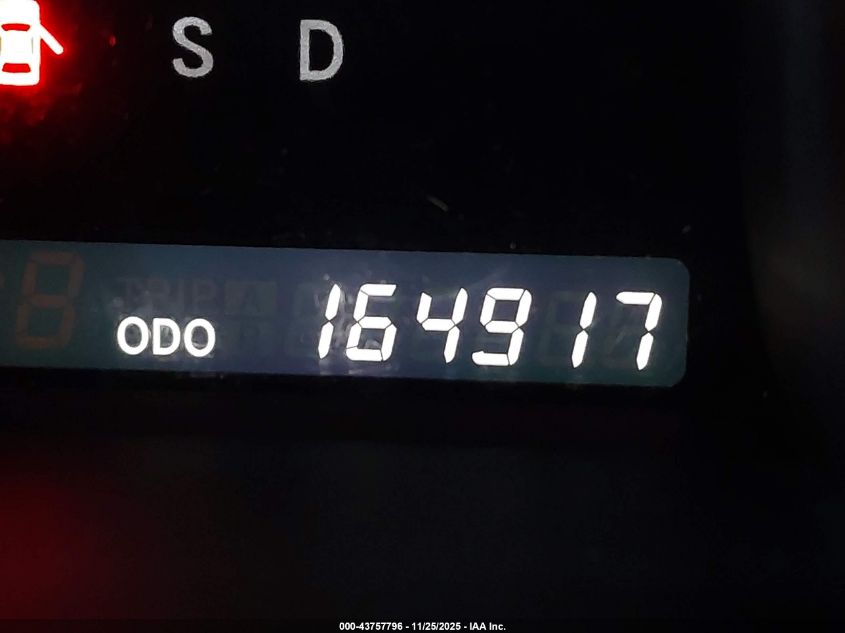 S D
ODO 164917
000-43757796 - 11/25/2025 - IAA Inc.